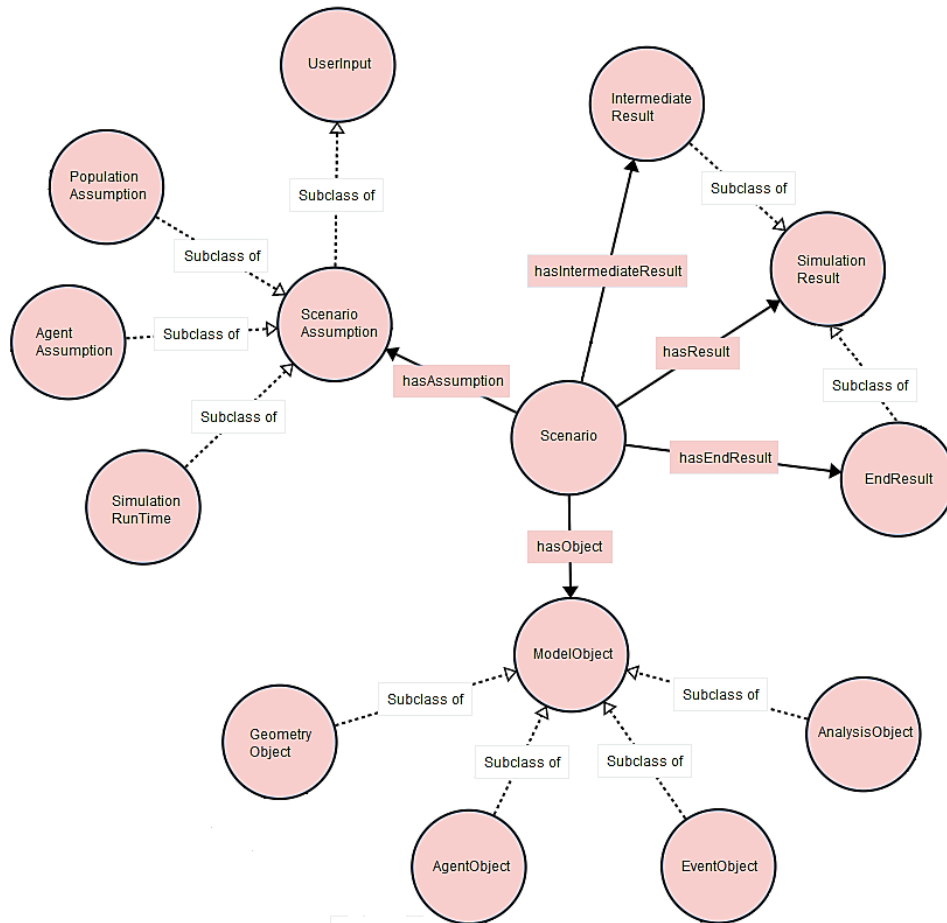 UserInput
Intermediate
Result
Population
Assumption
Subclass of
Subclass of
Subclass of
Simulation
Result
hasIntermediateResult
Scenario
Assumption
Agent
Assumption
Subclass of
hasResult
hasAssumption
Subclass of
Subclass of
Scenario
hasEndResult
EndResult
Simulation
RunTime
hasObject
ModelObject
Subclass of
Subclass of
Geometry
Object
AnalysisObject
Subclass of
Subclass of
AgentObject
EventObject